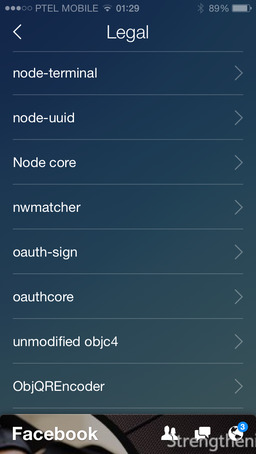 PTEL MOBILE 01:29 89%
Legal
node-terminal
node-uuid
Node core
nwmatcher
oauth-sign
oauthcore
unmodified objc4
ObjQREncoder
Facebook 3